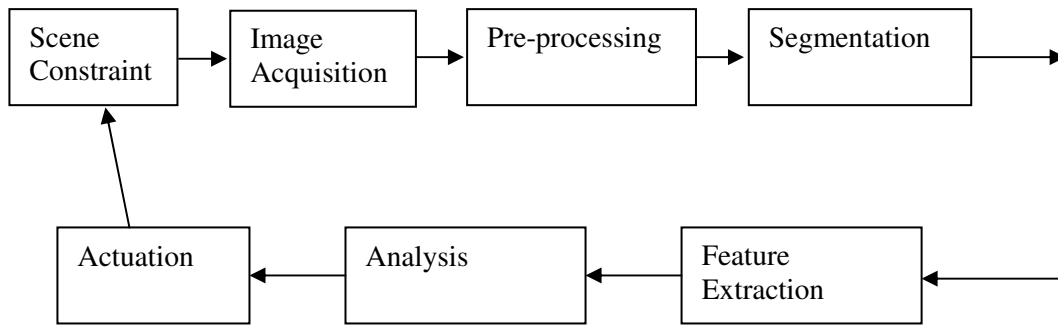 Scene
Constraint
Image
Acquisition
Pre-processing
Segmentation
Actuation
Analysis
Feature
Extraction